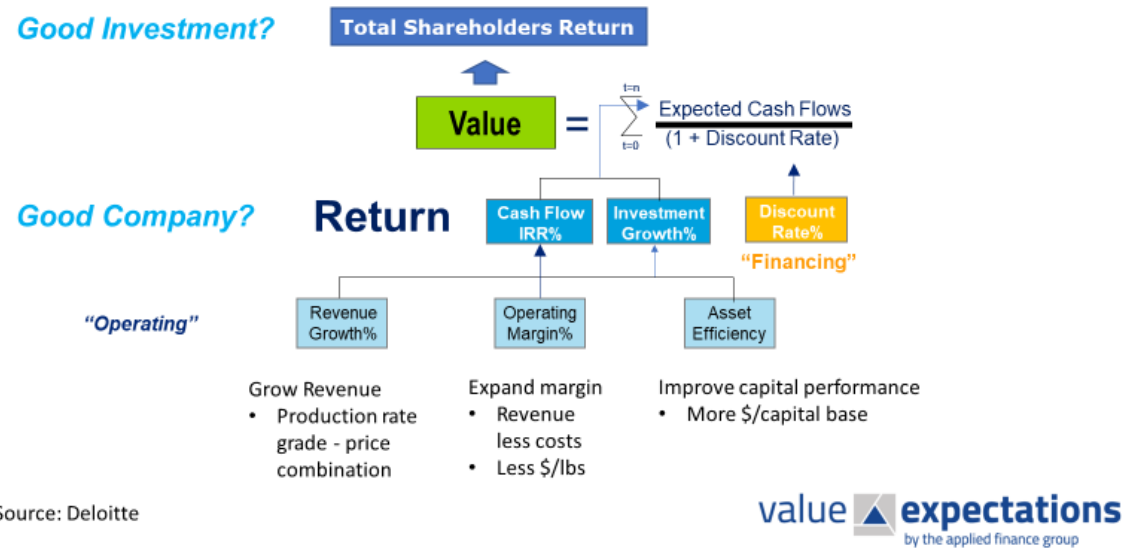 Good Investment?
Total Shareholders Return
Value
=
t=n
∑
t=0
Expected Cash Flows
(1 + Discount Rate)
Good Company?
Return
Cash Flow
IRR%
Investment
Growth%
Discount
Rate%
"Financing"
“Operating”
Revenue
Growth%
Operating
Margin%
Asset
Efficiency
Grow Revenue
• Production rate
grade - price
combination
Expand margin
• Revenue
less costs
• Less $/lbs
Improve capital performance
• More $/capital base
Source: Deloitte
value expectations
by the applied finance group